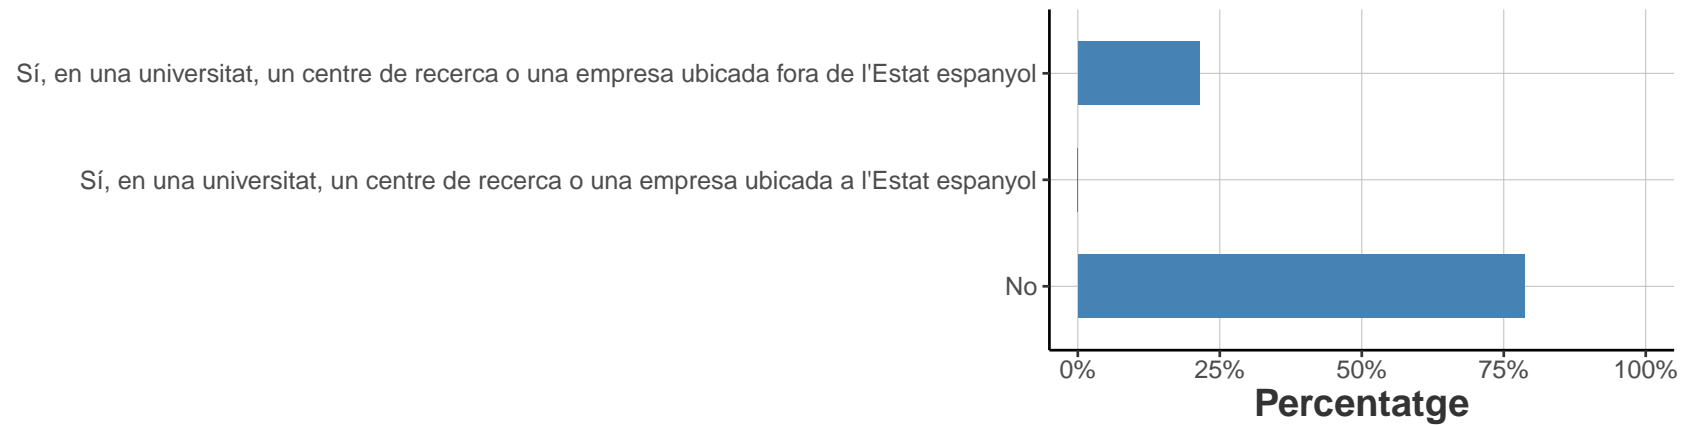 Sí, en una universitat, un centre de recerca o una empresa ubicada fora de l'Estat espanyol
Sí, en una universitat, un centre de recerca o una empresa ubicada a l'Estat espanyol
No
0% 25% 50% 75% 100%
Percentatge